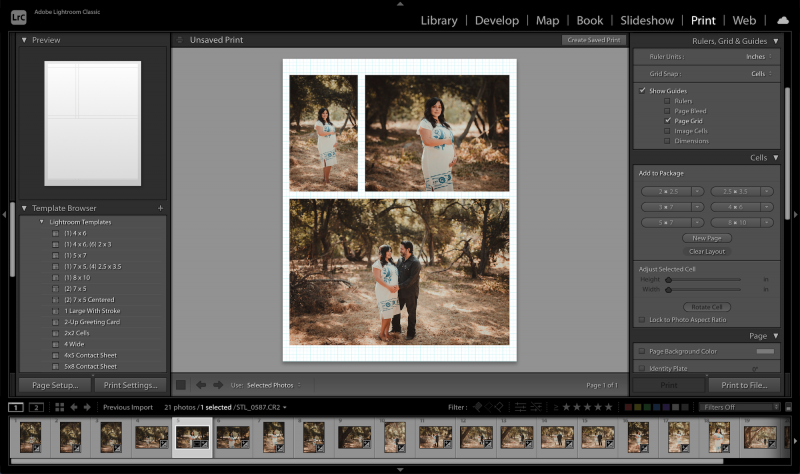 LrC
Adobe Lightroom Classic
Library | Develop | Map | Book | Slideshow | Print | Web
Preview
Unsaved Print
Create Saved Print
Rulers, Grid & Guides
Ruler Units : Inches
Grid Snap : Cells
Show Guides
Rulers
Page Bleed
Page Grid
Image Cells
Dimensions
Cells
Add to Package
2 × 2.5
2.5 × 3.5
3 × 7
4 × 6
5 × 7
8 × 10
New Page
Clear Layout
Adjust Selected Cell
Height in
Width in
Rotate Cell
Lock to Photo Aspect Ratio
Page
Page Background Color
Identity Plate
Print
Print to File...
Template Browser +
Lightroom Templates
(1) 4 x 6
(1) 4 x 6, (6) 2 x 3
(1) 5 x 7
(1) 7 x 5, (4) 2.5 x 3.5
(1) 8 x 10
(2) 7 x 5
(2) 7 x 5 Centered
1 Large With Stroke
2-Up Greeting Card
2x2 Cells
4 Wide
4x5 Contact Sheet
5x8 Contact Sheet
Page Setup...
Print Settings...
Use: Selected Photos
Page 1 of 1
1 2 Previous Import 21 photos / 1 selected / STL_0587.CR2
Filter :
Filters Off